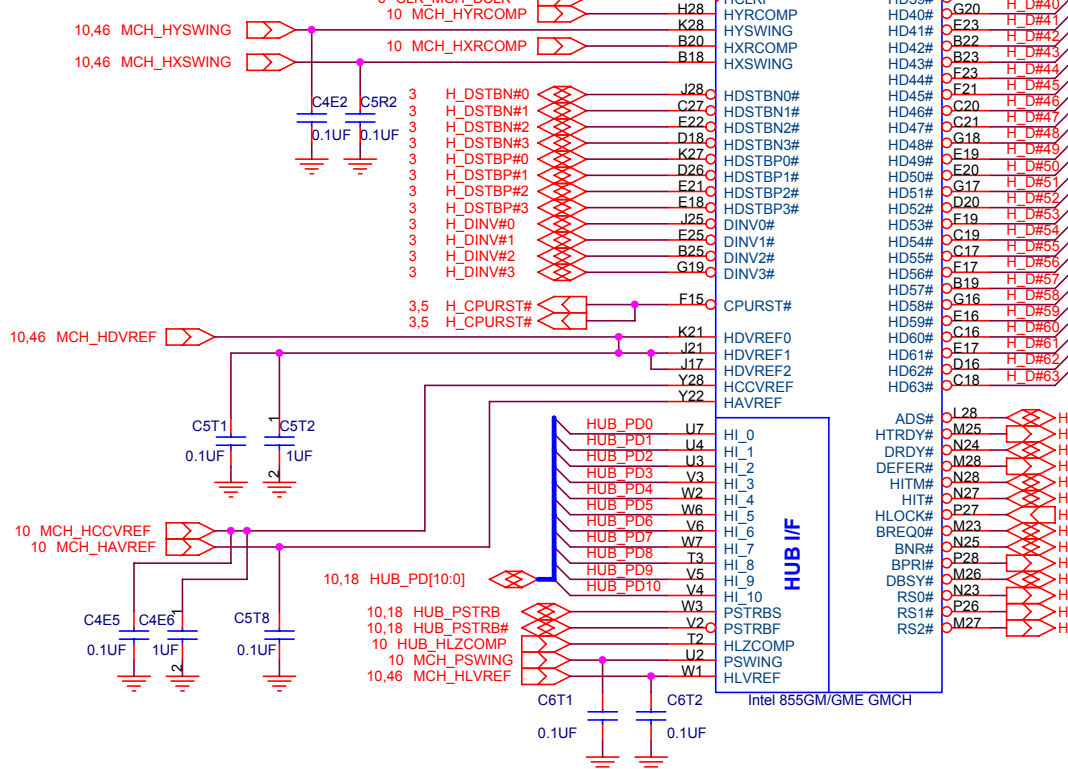 10 MCH_HYRCOMP H28 HYRCOMP HD40# G20 H_D#40
10,46 MCH_HYSWING K28 HYSWING HD41# E23 H_D#41
10 MCH_HXRCOMP B20 HXRCOMP HD42# B22 H_D#42
10,46 MCH_HXSWING B18 HXSWING HD43# B23 H_D#43
HD44# F23 H_D#44
C4E2 C5R2
0.1UF 0.1UF
3 H_DSTBN#0 J28 HDSTBN0# HD45# F21 H_D#45
3 H_DSTBN#1 C27 HDSTBN1# HD46# C20 H_D#46
3 H_DSTBN#2 E22 HDSTBN2# HD47# C21 H_D#47
3 H_DSTBN#3 D18 HDSTBN3# HD48# G18 H_D#48
3 H_DSTBP#0 K27 HDSTBP0# HD49# E19 H_D#49
3 H_DSTBP#1 D26 HDSTBP1# HD50# E20 H_D#50
3 H_DSTBP#2 E21 HDSTBP2# HD51# G17 H_D#51
3 H_DSTBP#3 E18 HDSTBP3# HD52# D20 H_D#52
3 H_DINV#0 J25 DINV0# HD53# F19 H_D#53
3 H_DINV#1 E25 DINV1# HD54# C19 H_D#54
3 H_DINV#2 B25 DINV2# HD55# C17 H_D#55
3 H_DINV#3 G19 DINV3# HD56# F17 H_D#56
HD57# B19 H_D#57
3,5 H_CPURST# F15 CPURST# HD58# G16 H_D#58
3,5 H_CPURST# HD59# E16 H_D#59
10,46 MCH_HDVREF K21 HDVREF0 HD60# C16 H_D#60
J21 HDVREF1 HD61# E17 H_D#61
J17 HDVREF2 HD62# D16 H_D#62
Y28 HCCVREF HD63# C18 H_D#63
Y22 HAVREF
C5T1 1 C5T2
0.1UF 1UF
2
ADS# L28 H
HUB_PD0 U7 HI_0 HTRDY# M25 H
HUB_PD1 U4 HI_1 DRDY# N24 H
HUB_PD2 U3 HI_2 DEFER# M28 H
HUB_PD3 V3 HI_3 HITM# N28 H
HUB_PD4 W2 HI_4 HIT# N27 H
HUB_PD5 W6 HI_5 HLOCK# P27 H
HUB_PD6 V6 HI_6 BREQ0# M23 H
HUB_PD7 W7 HI_7 BNR# N25 H
HUB_PD8 T3 HI_8 BPRI# P28 H
HUB_PD9 V5 HI_9 DBSY# M26 H
HUB_PD10 V4 HI_10 RS0# N23 H
HUB I/F
10 MCH_HCCVREF
10 MCH_HAVREF
10,18 HUB_PD[10:0]
10,18 HUB_PSTRB W3 PSTRBS RS1# P26 H
10,18 HUB_PSTRB# V2 PSTRBF RS2# M27 H
10 HUB_HLZCOMP T2 HLZCOMP
10 MCH_PSWING U2 PSWING
10,46 MCH_HLVREF W1 HLVREF
C4E5 C4E6 1 C5T8
0.1UF 1UF 0.1UF
2
C6T1 C6T2
0.1UF 0.1UF
Intel 855GM/GME GMCH